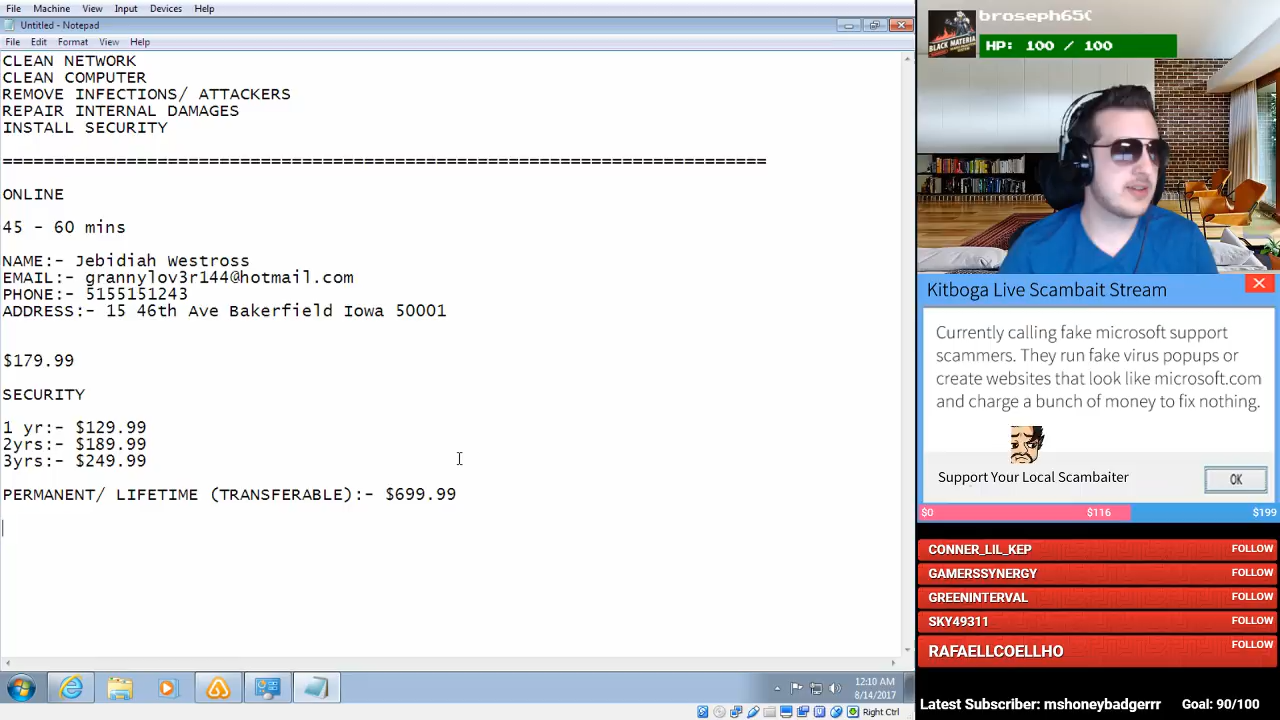 File Machine View Input Devices Help
Untitled - Notepad
File Edit Format View Help
CLEAN NETWORK
CLEAN COMPUTER
REMOVE INFECTIONS/ ATTACKERS
REPAIR INTERNAL DAMAGES
INSTALL SECURITY
==========================================================================
ONLINE
45 - 60 mins
NAME:- Jebidiah Westross
EMAIL:- grannylov3r144@hotmail.com
PHONE:- 5155151243
ADDRESS:- 15 46th Ave Bakerfield Iowa 50001
$179.99
SECURITY
1 yr:- $129.99
2yrs:- $189.99
3yrs:- $249.99
PERMANENT/ LIFETIME (TRANSFERABLE):- $699.99
12:10 AM
8/14/2017
Right Ctrl
BLACK MATERIA
broseph650
HP: 100 / 100
Kitboga Live Scambait Stream
Currently calling fake microsoft support
scammers. They run fake virus popups or
create websites that look like microsoft.com
and charge a bunch of money to fix nothing.
Support Your Local Scambaiter
OK
$0 $116 $199
CONNER_LIL_KEP FOLLOW
GAMERSSYNERGY FOLLOW
GREENINTERVAL FOLLOW
SKY49311 FOLLOW
RAFAELLCOELLHO FOLLOW
Latest Subscriber: mshoneybadgerrr Goal: 90/100